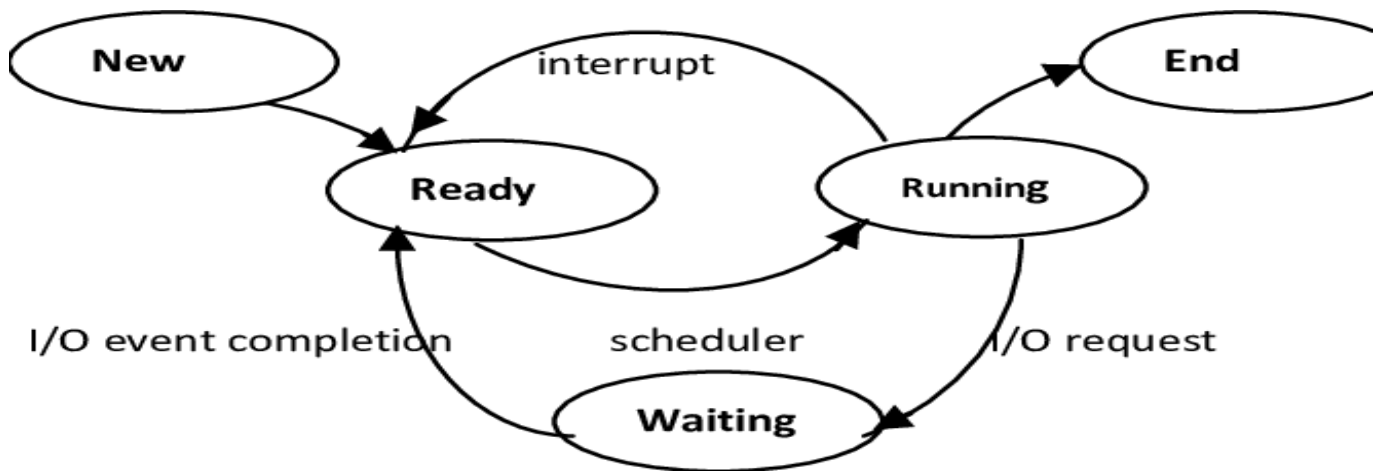 New
interrupt
End
Ready
Running
I/O event completion
scheduler
I/O request
Waiting